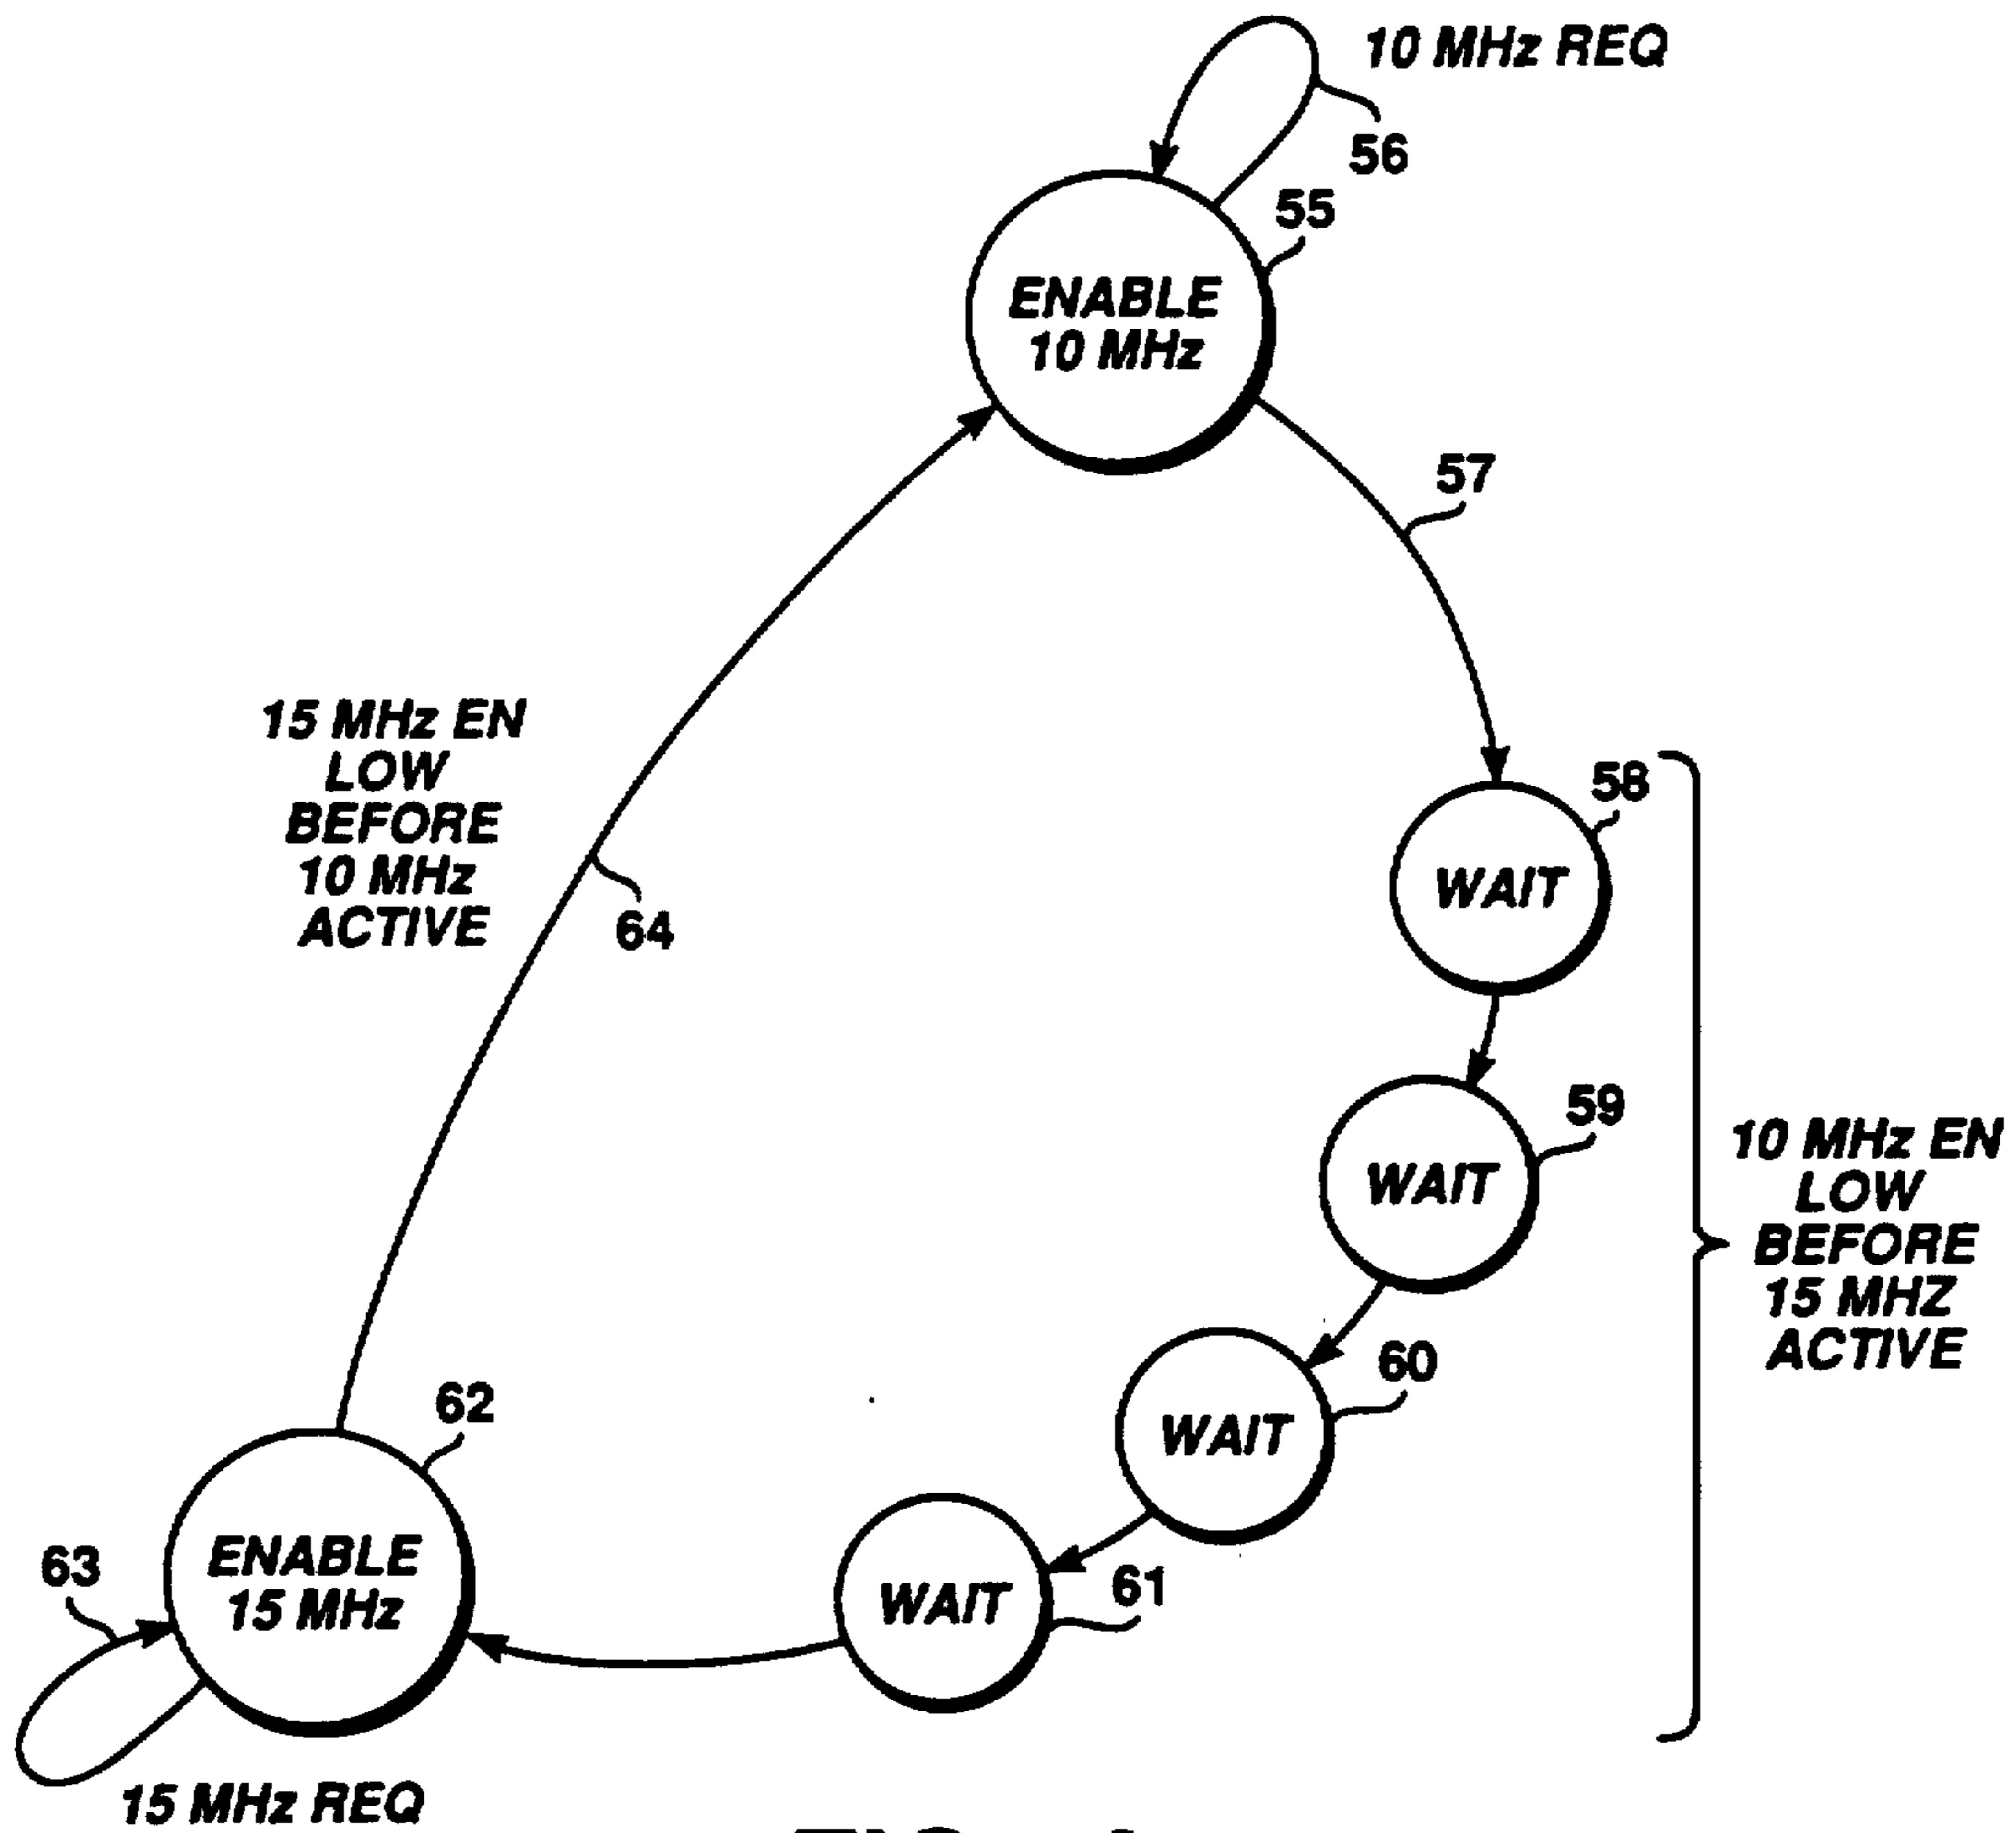 10 MHz REQ
56
55
ENABLE
10 MHz
57
15 MHz EN
LOW
BEFORE
10 MHz
ACTIVE
64
58
WAIT
59
WAIT
10 MHz EN
LOW
BEFORE
15 MHZ
ACTIVE
60
WAIT
62
61
WAIT
63
ENABLE
15 MHz
15 MHz REQ